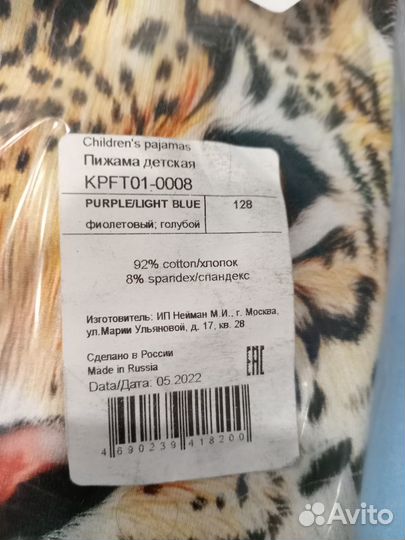 Children's pajamas
Пижама детская
KPFT01-0008
PURPLE/LIGHT BLUE 128
фиолетовый; голубой
92% cotton/хлопок
8% spandex/спандекс
Изготовитель: ИП Нейман М.И., г. Москва,
ул.Марии Ульяновой, д. 17, кв. 28
Сделано в России
Made in Russia
EAC
Data/Дата: 05.2022
4 690239 418200
Avito